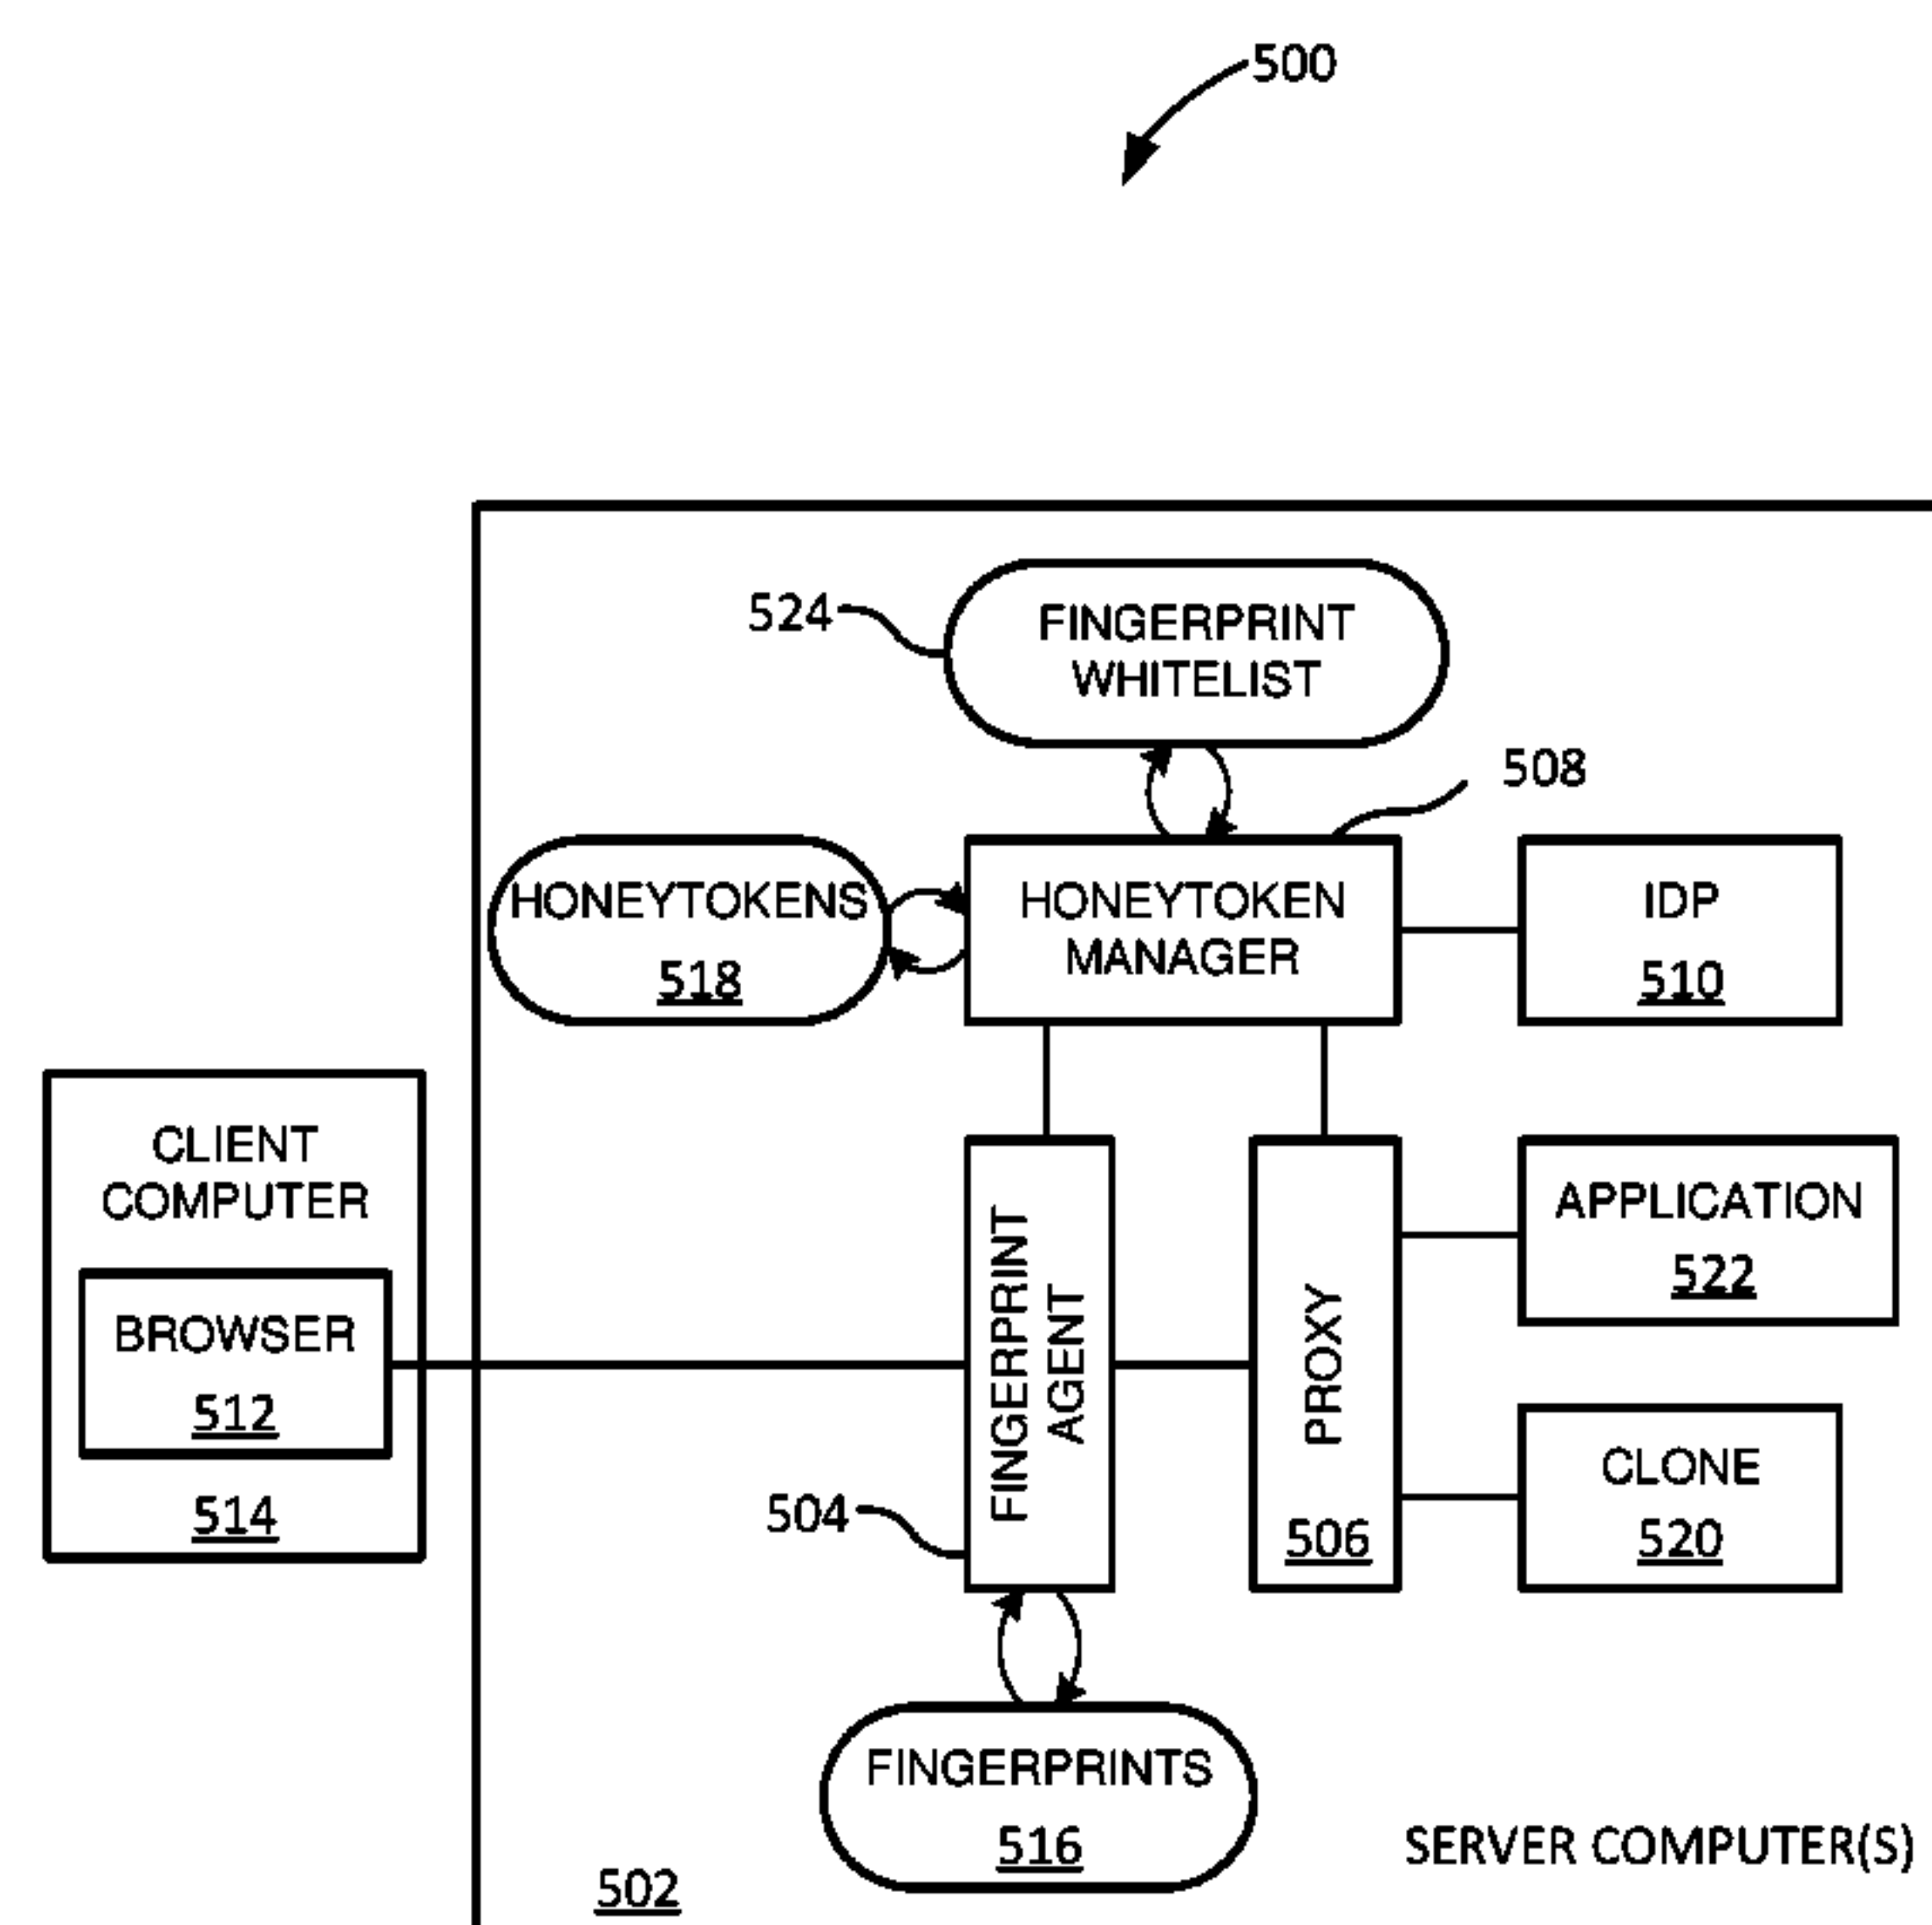 500
524
FINGERPRINT
WHITELIST
508
HONEYTOKENS
518
HONEYTOKEN
MANAGER
IDP
510
CLIENT
COMPUTER
BROWSER
512
514
FINGERPRINT
AGENT
504
PROXY
506
APPLICATION
522
CLONE
520
FINGERPRINTS
516
SERVER COMPUTER(S)
502